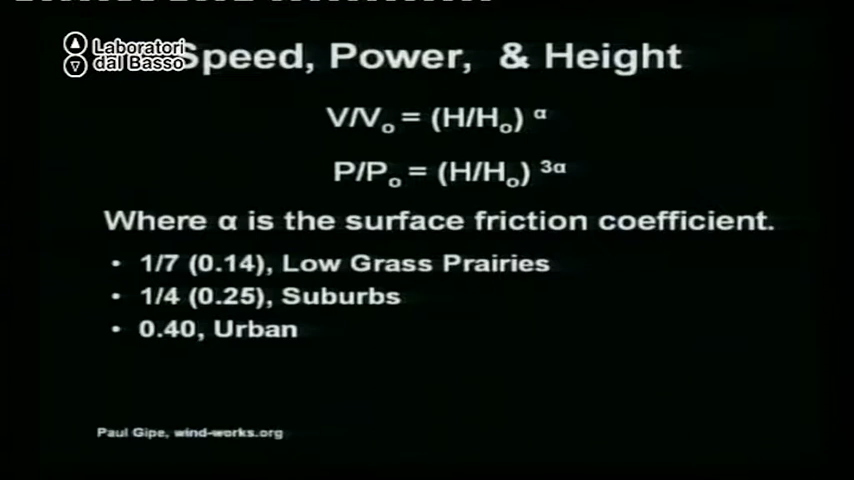 Laboratori
dal Basso
Speed, Power, & Height
V/Vₒ = (H/Hₒ) ᵅ
P/Pₒ = (H/Hₒ) ³ᵅ
Where α is the surface friction coefficient.
• 1/7 (0.14), Low Grass Prairies
• 1/4 (0.25), Suburbs
• 0.40, Urban
Paul Gipe, wind-works.org